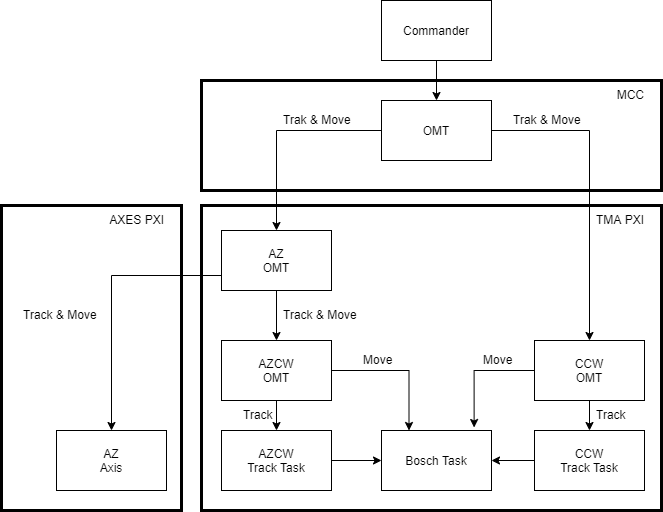 Commander
MCC
OMT
Trak & Move
Trak & Move
AXES PXI
TMA PXI
AZ
OMT
Track & Move
Track & Move
AZCW
OMT
Move
Move
CCW
OMT
Track
Track
AZ
Axis
AZCW
Track Task
Bosch Task
CCW
Track Task